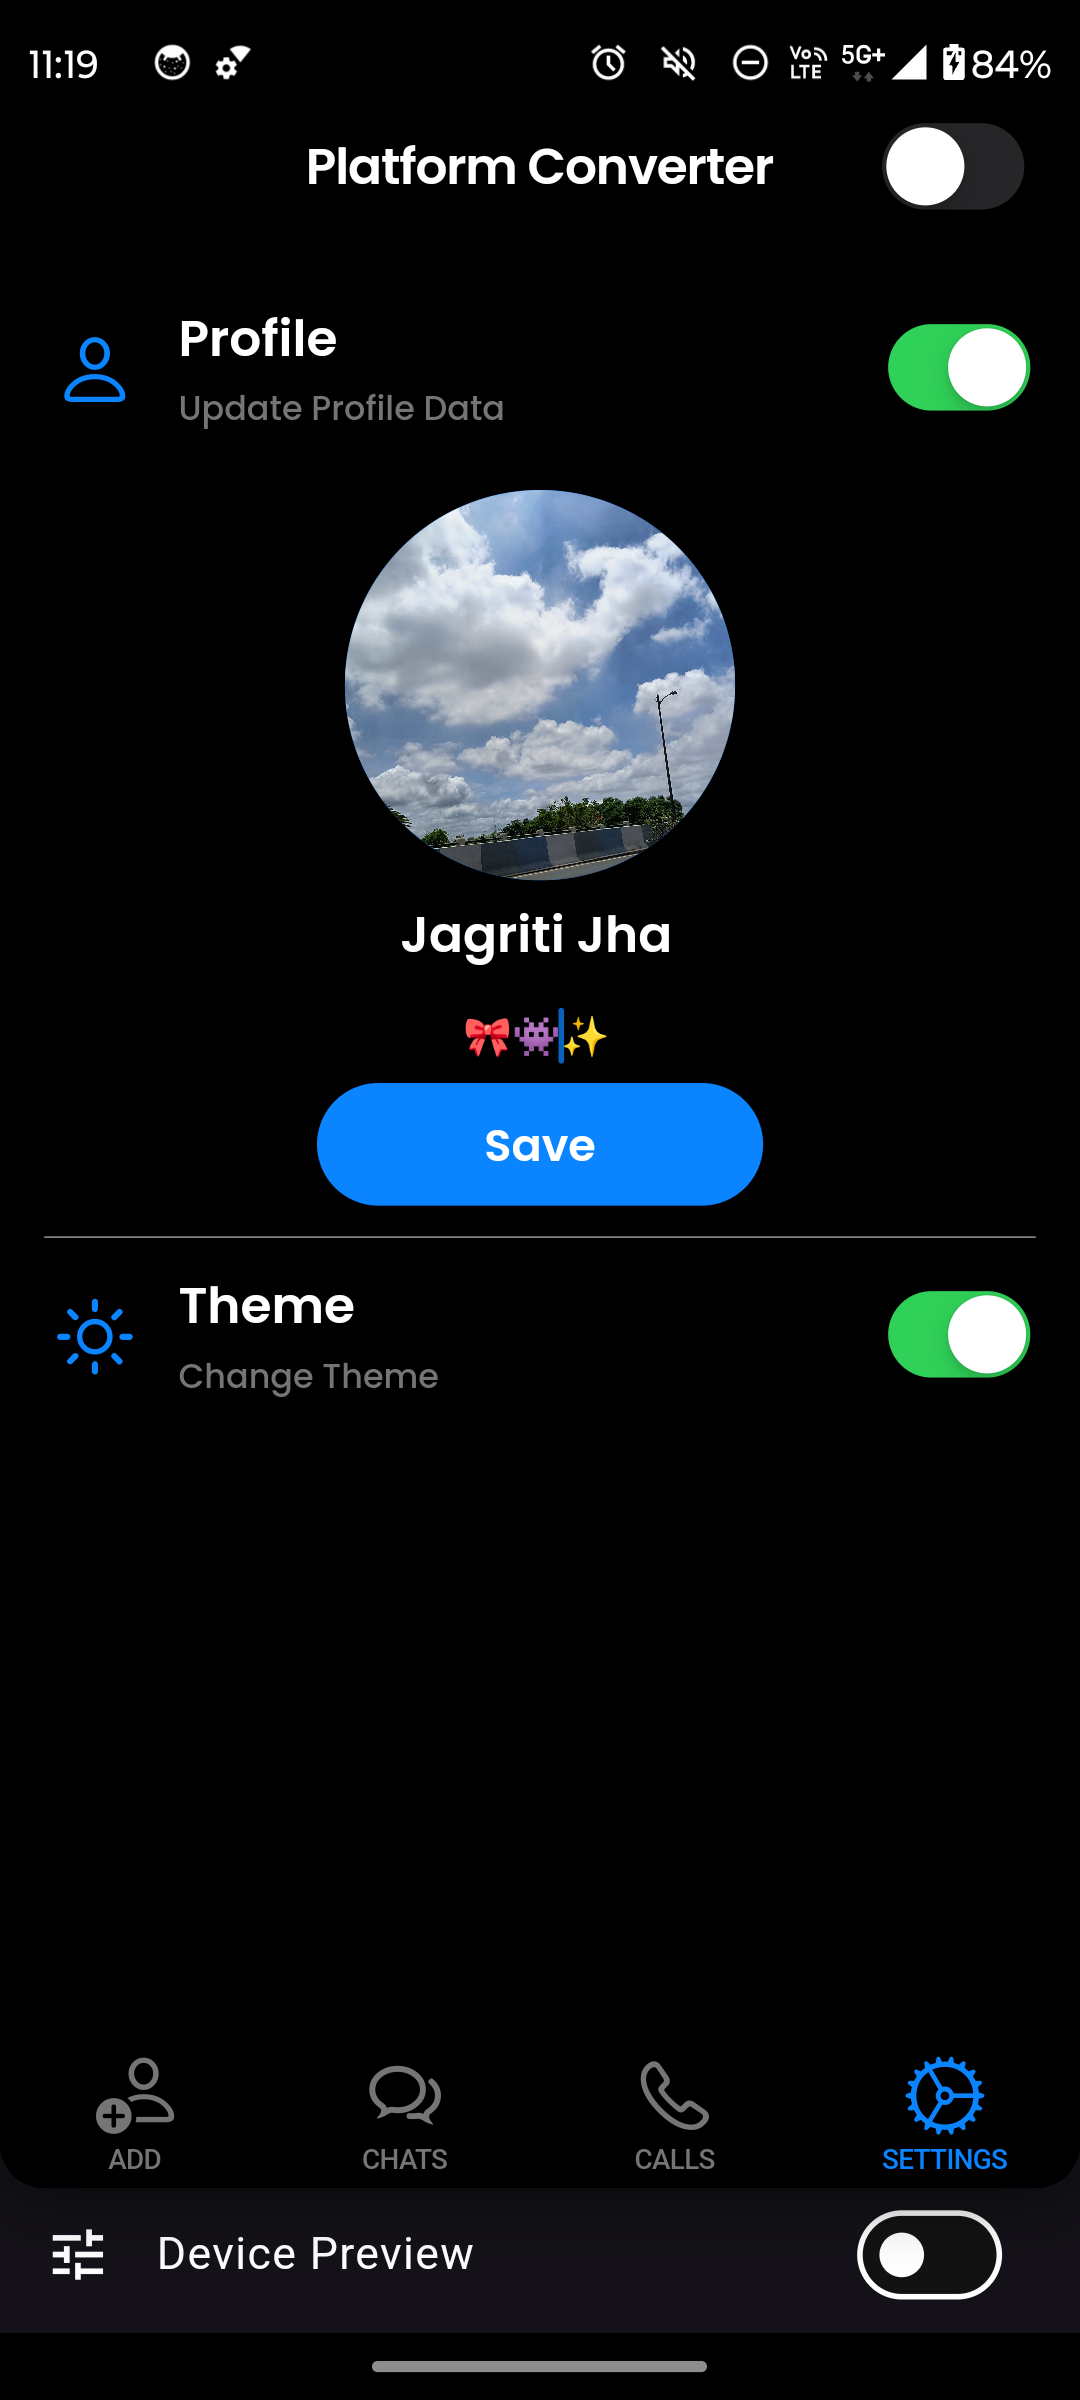 11:19 Vo LTE 5G+ 84%
Platform Converter
Profile
Update Profile Data
Jagriti Jha
🎀👾✨
Save
Theme
Change Theme
ADD CHATS CALLS SETTINGS
Device Preview